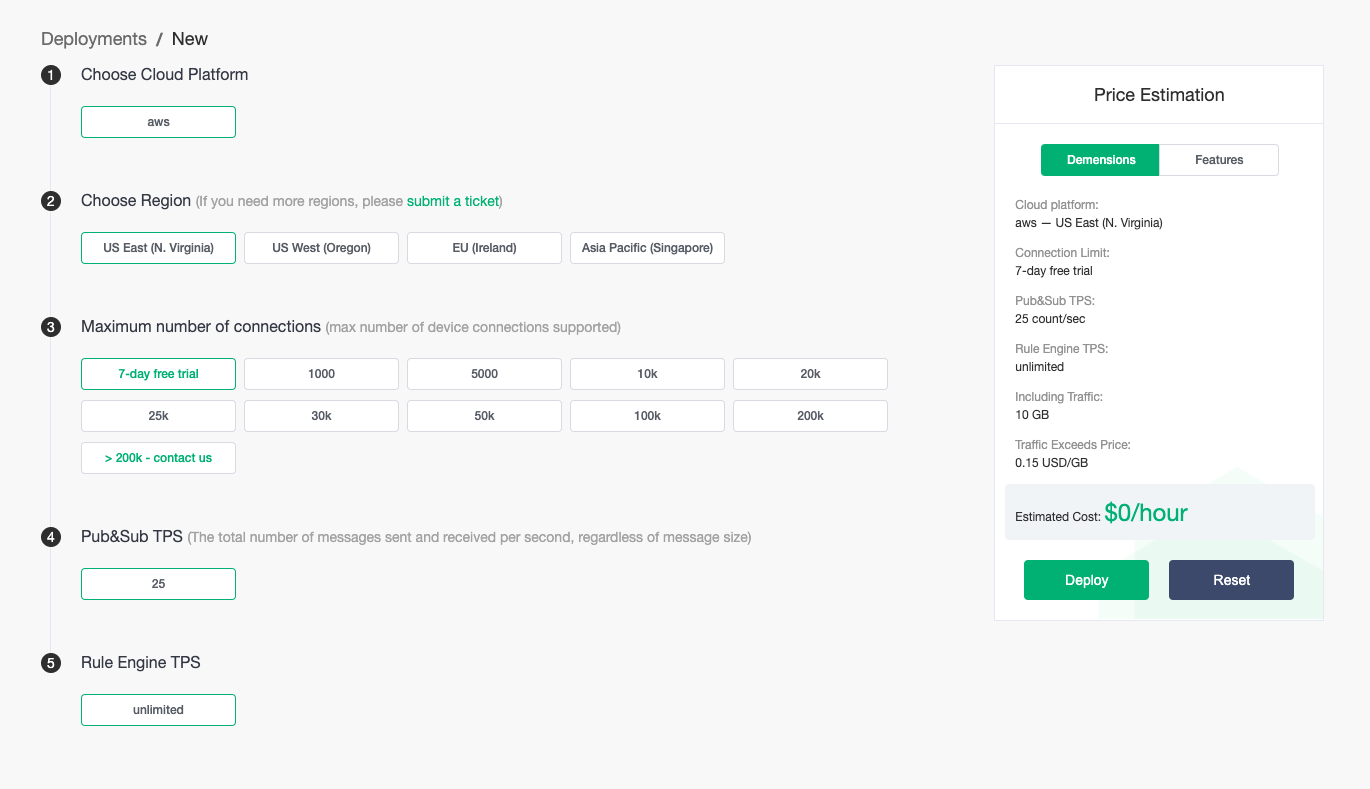 Deployments / New
1 Choose Cloud Platform
aws
2 Choose Region (If you need more regions, please submit a ticket)
US East (N. Virginia) US West (Oregon) EU (Ireland) Asia Pacific (Singapore)
3 Maximum number of connections (max number of device connections supported)
7-day free trial 1000 5000 10k 20k
25k 30k 50k 100k 200k
> 200k - contact us
4 Pub&Sub TPS (The total number of messages sent and received per second, regardless of message size)
25
5 Rule Engine TPS
unlimited
Price Estimation
Demensions Features
Cloud platform:
aws — US East (N. Virginia)
Connection Limit:
7-day free trial
Pub&Sub TPS:
25 count/sec
Rule Engine TPS:
unlimited
Including Traffic:
10 GB
Traffic Exceeds Price:
0.15 USD/GB
Estimated Cost: $0/hour
Deploy Reset